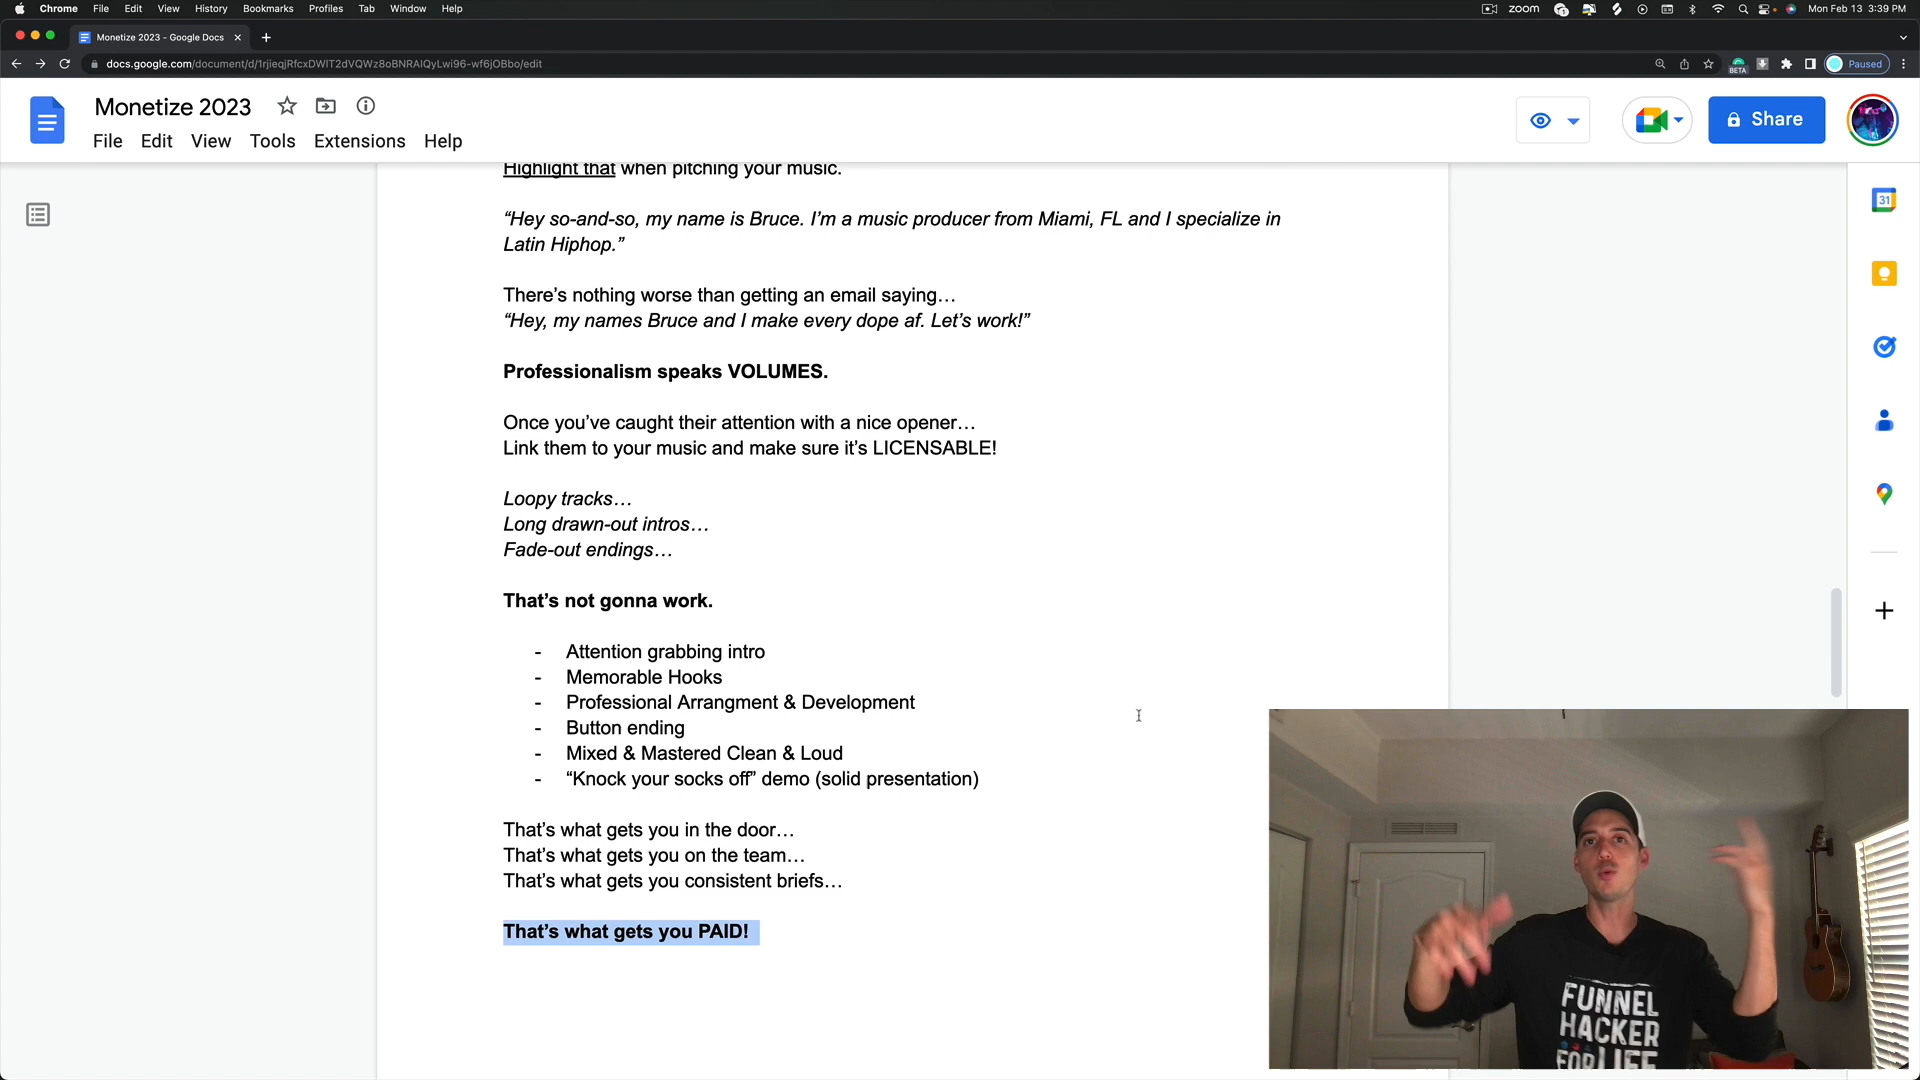 Chrome File Edit View History Bookmarks Profiles Tab Window Help
zoom
Mon Feb 13 3:39 PM
Monetize 2023 - Google Docs
docs.google.com/document/d/1rjieqjRfcxDWlT2dVQWz8oBNRAlQyLwi96-wf6jOBbo/edit
BETA
Paused
Monetize 2023
Share
File Edit View Tools Extensions Help
31
Highlight that when pitching your music.
“Hey so-and-so, my name is Bruce. I’m a music producer from Miami, FL and I specialize in
Latin Hiphop.”
There’s nothing worse than getting an email saying…
“Hey, my names Bruce and I make every dope af. Let’s work!”
Professionalism speaks VOLUMES.
Once you’ve caught their attention with a nice opener…
Link them to your music and make sure it’s LICENSABLE!
Loopy tracks…
Long drawn-out intros…
Fade-out endings…
That’s not gonna work.
- Attention grabbing intro
- Memorable Hooks
- Professional Arrangment & Development
- Button ending
- Mixed & Mastered Clean & Loud
- “Knock your socks off” demo (solid presentation)
That’s what gets you in the door…
That’s what gets you on the team…
That’s what gets you consistent briefs…
That’s what gets you PAID!
FUNNEL
HACKER
FOR LIFE